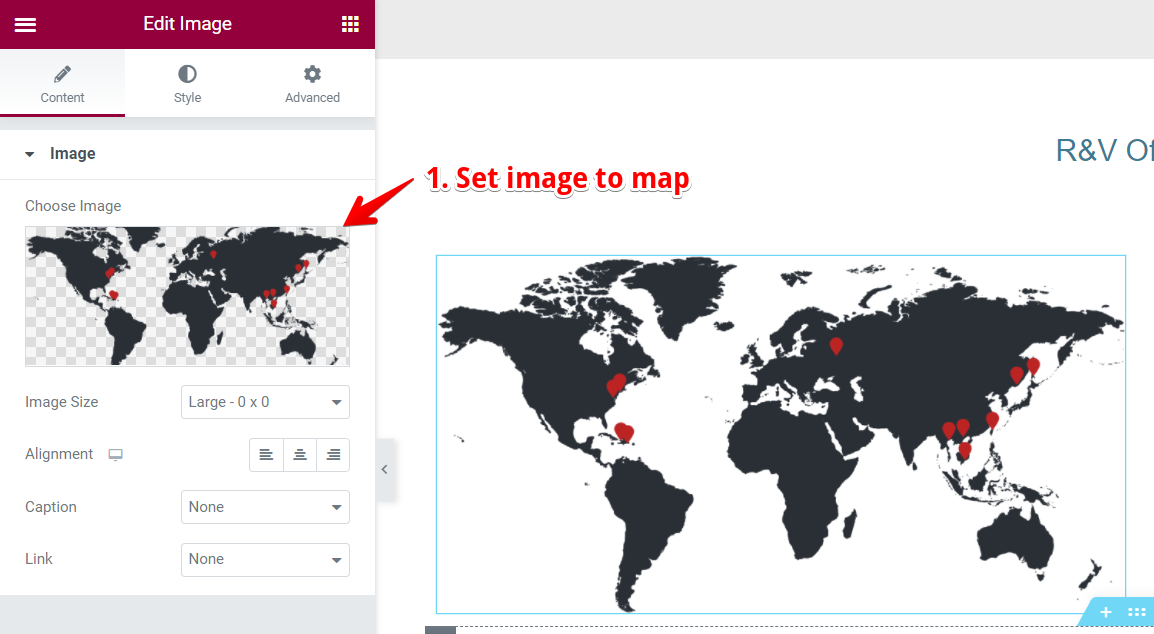 Edit Image
Content
Style
Advanced
Image
Choose Image
Image Size
Large - 0 x 0
Alignment
Caption
None
Link
None
1. Set image to map
R&V Of